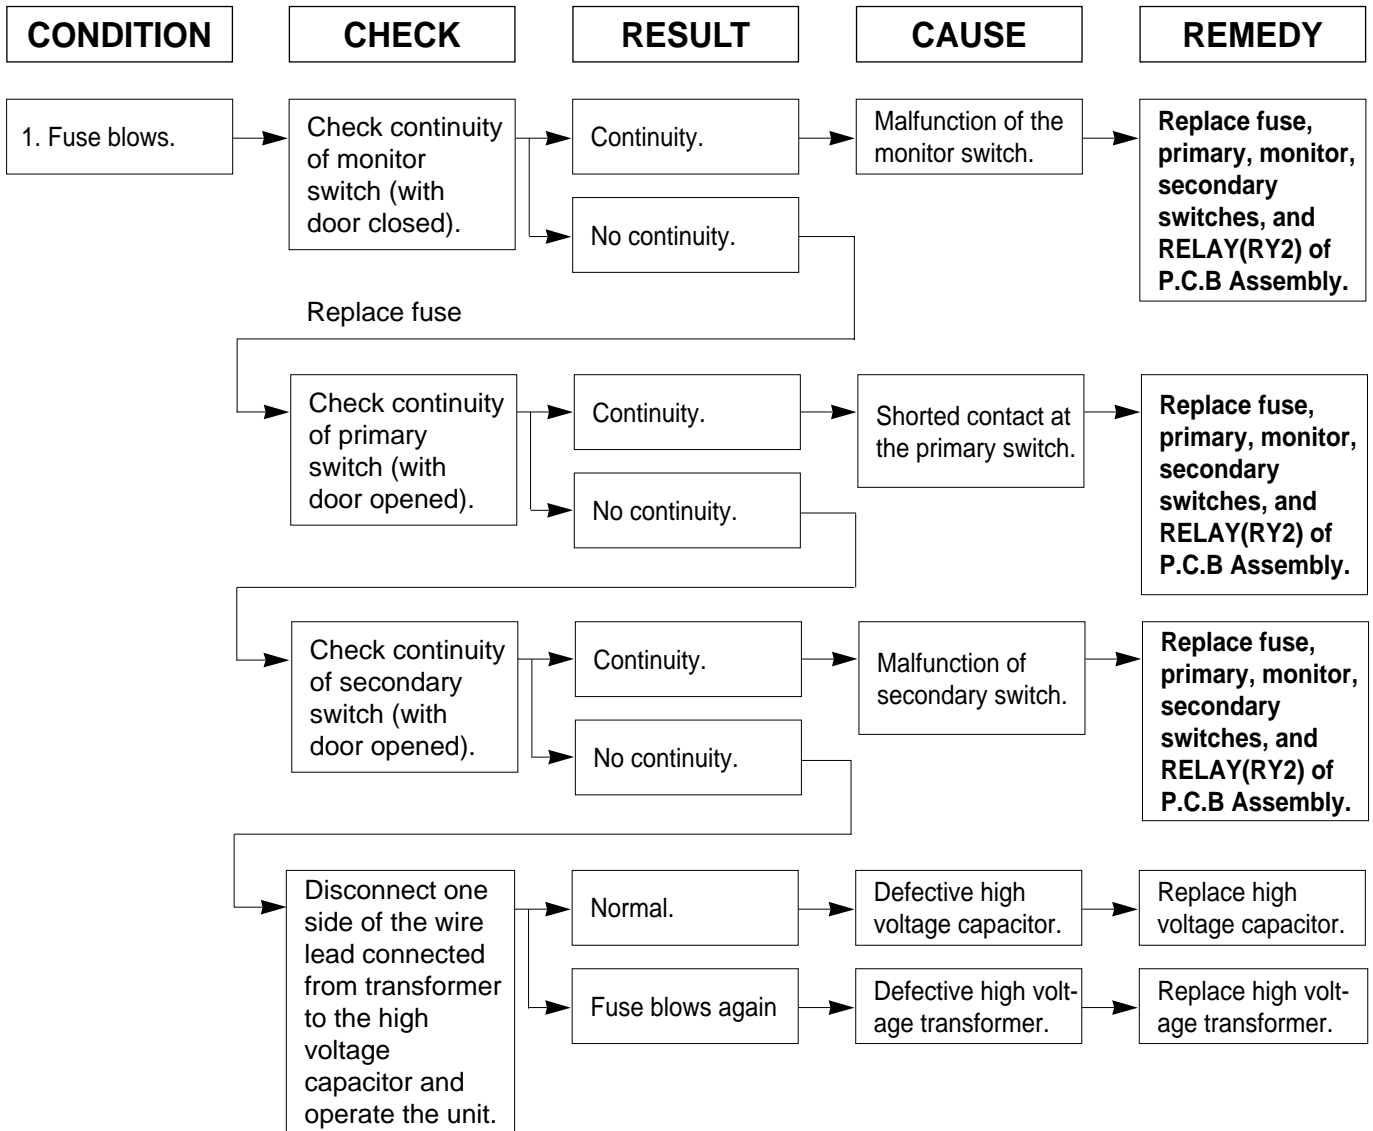 CONDITION
CHECK
RESULT
CAUSE
REMEDY
1. Fuse blows.
Check continuity
of monitor
switch (with
door closed).
Continuity.
Malfunction of the
monitor switch.
Replace fuse,
primary, monitor,
secondary
switches, and
RELAY(RY2) of
P.C.B Assembly.
No continuity.
Replace fuse
Check continuity
of primary
switch (with
door opened).
Continuity.
Shorted contact at
the primary switch.
Replace fuse,
primary, monitor,
secondary
switches, and
RELAY(RY2) of
P.C.B Assembly.
No continuity.
Check continuity
of secondary
switch (with
door opened).
Continuity.
Malfunction of
secondary switch.
Replace fuse,
primary, monitor,
secondary
switches, and
RELAY(RY2) of
P.C.B Assembly.
No continuity.
Disconnect one
side of the wire
lead connected
from transformer
to the high
voltage
capacitor and
operate the unit.
Normal.
Defective high
voltage capacitor.
Replace high
voltage capacitor.
Fuse blows again
Defective high volt-
age transformer.
Replace high volt-
age transformer.